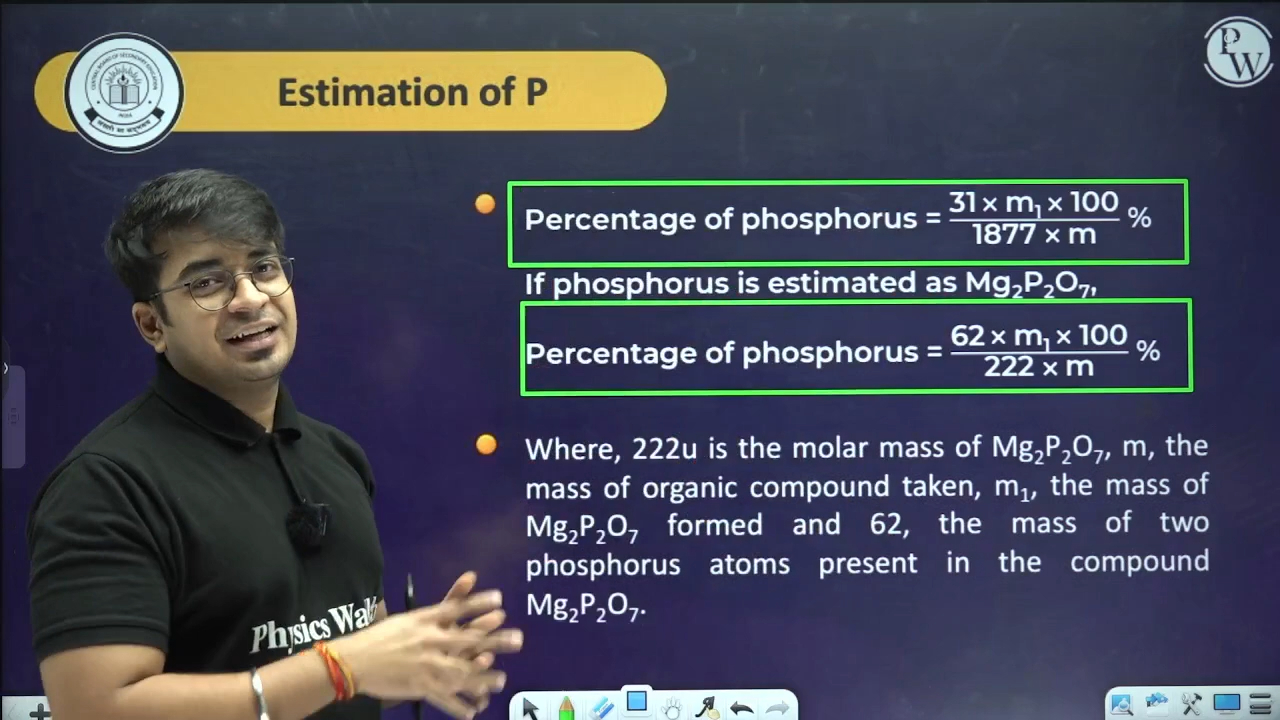 Estimation of P
PW
Percentage of phosphorus = 31 × m₁ × 100 / 1877 × m %
If phosphorus is estimated as Mg₂P₂O₇,
Percentage of phosphorus = 62 × m₁ × 100 / 222 × m %
Where, 222u is the molar mass of Mg₂P₂O₇, m, the
mass of organic compound taken, m₁, the mass of
Mg₂P₂O₇ formed and 62, the mass of two
phosphorus atoms present in the compound
Mg₂P₂O₇.
Physics